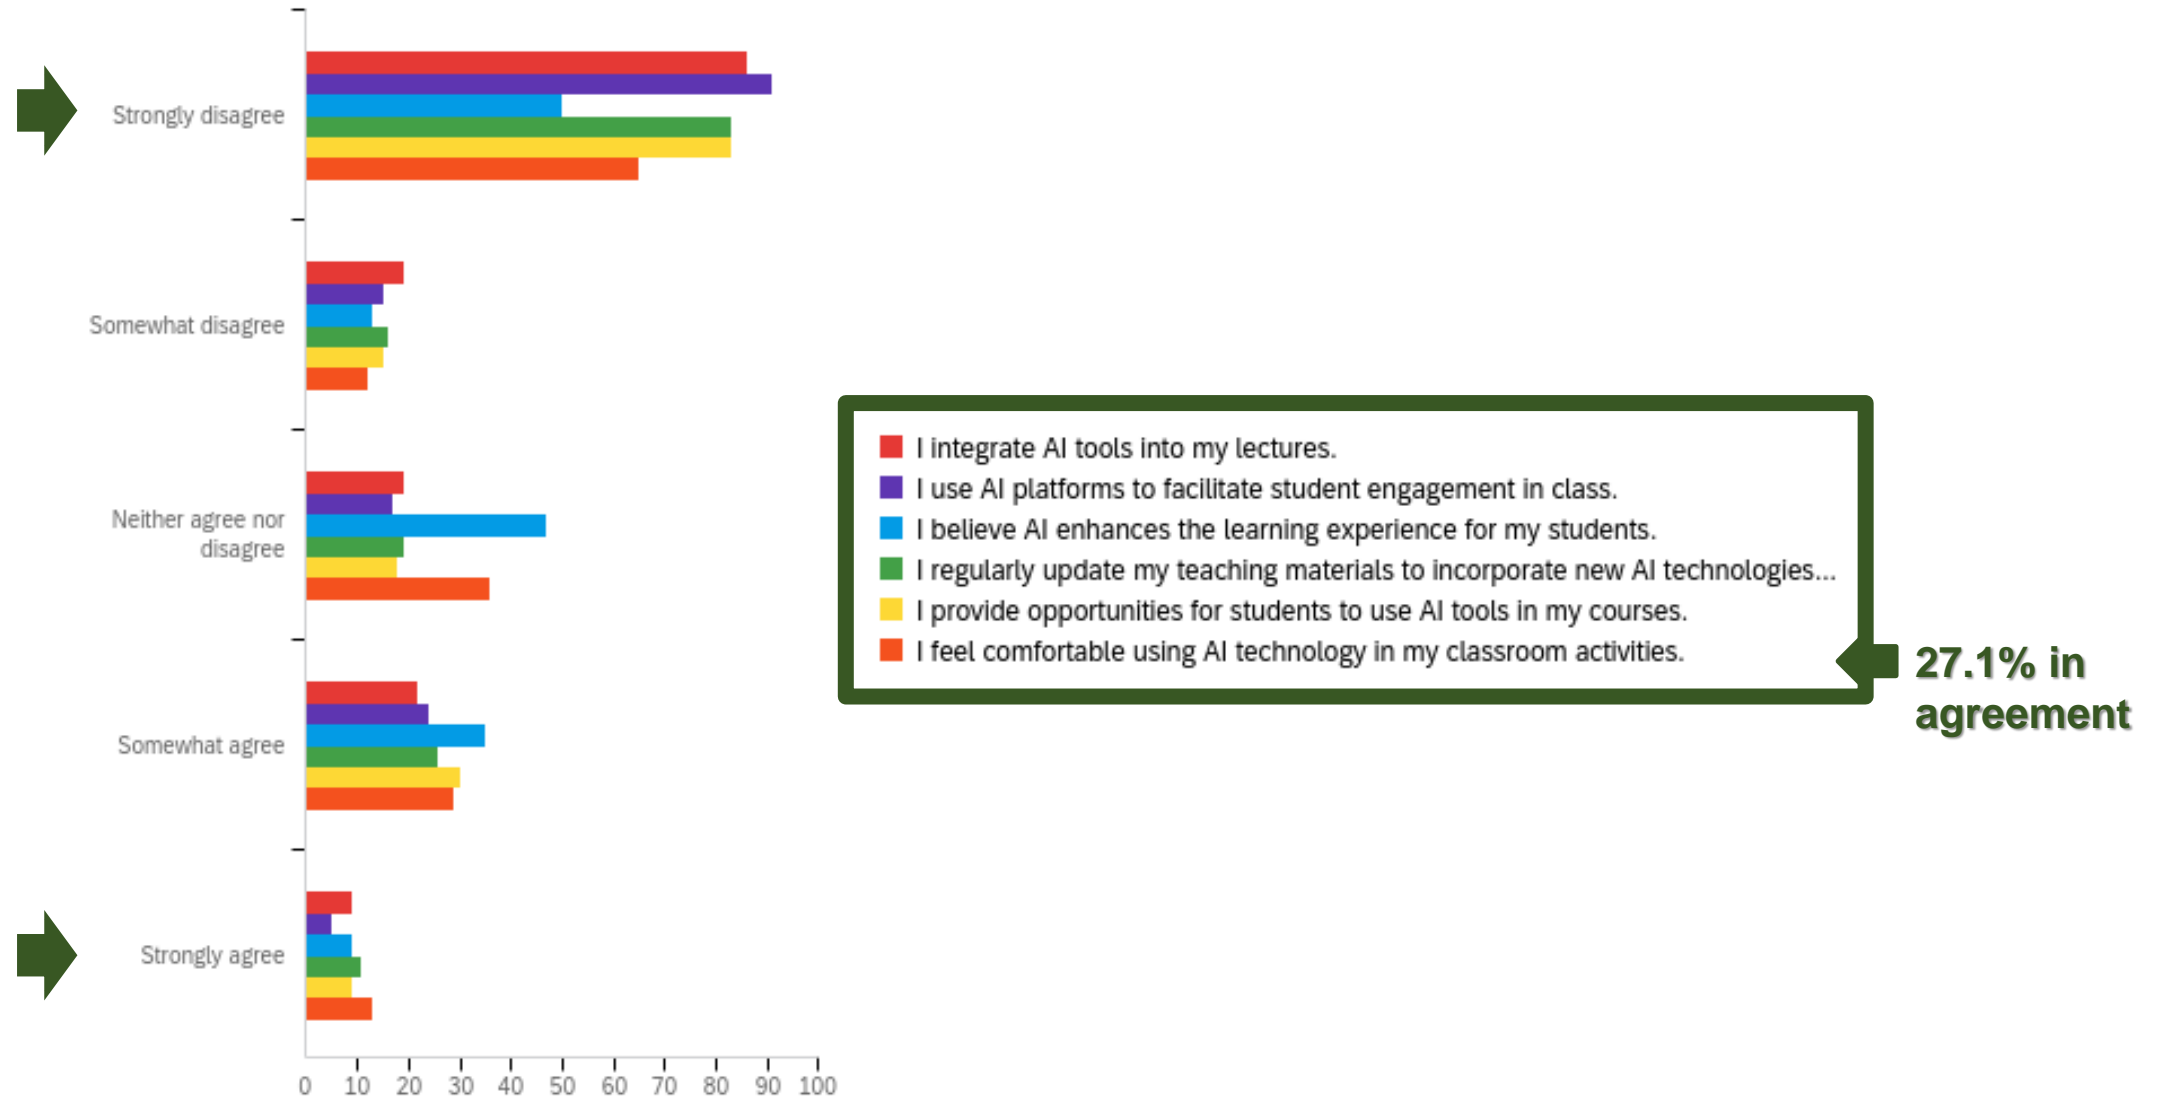 Strongly disagree
Somewhat disagree
Neither agree nor
disagree
Somewhat agree
Strongly agree
0 10 20 30 40 50 60 70 80 90 100
I integrate AI tools into my lectures.
I use AI platforms to facilitate student engagement in class.
I believe AI enhances the learning experience for my students.
I regularly update my teaching materials to incorporate new AI technologies...
I provide opportunities for students to use AI tools in my courses.
I feel comfortable using AI technology in my classroom activities.
27.1% in
agreement